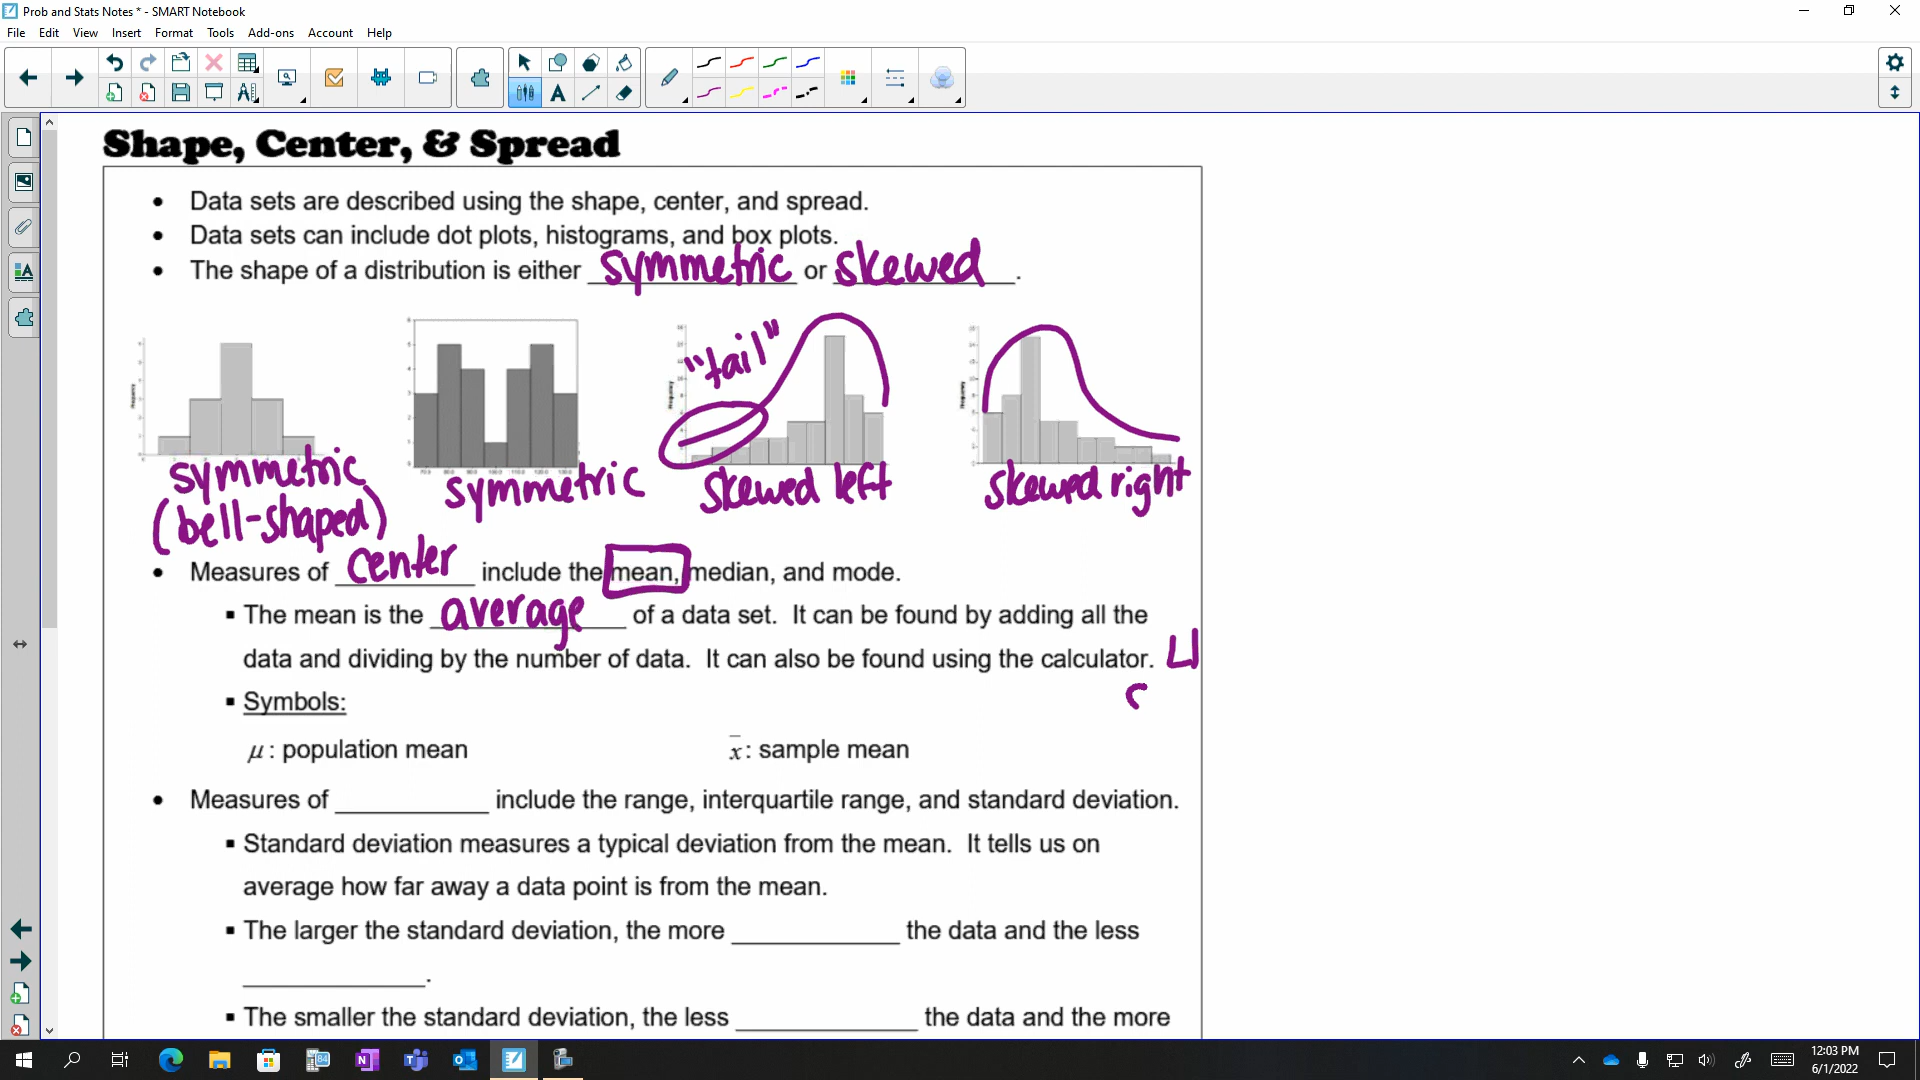 Prob and Stats Notes * - SMART Notebook
File Edit View Insert Format Tools Add-ons Account Help
Shape, Center, & Spread
• Data sets are described using the shape, center, and spread.
• Data sets can include dot plots, histograms, and box plots.
• The shape of a distribution is either symmetric or skewed.
"tail"
symmetric
(bell-shaped)
symmetric
skewed left
skewed right
• Measures of center include the mean, median, and mode.
▪ The mean is the average of a data set. It can be found by adding all the
data and dividing by the number of data. It can also be found using the calculator.
▪ Symbols:
μ: population mean x̄: sample mean
• Measures of ___________ include the range, interquartile range, and standard deviation.
▪ Standard deviation measures a typical deviation from the mean. It tells us on
average how far away a data point is from the mean.
▪ The larger the standard deviation, the more ____________ the data and the less
_____________.
▪ The smaller the standard deviation, the less _____________ the data and the more
12:03 PM
6/1/2022